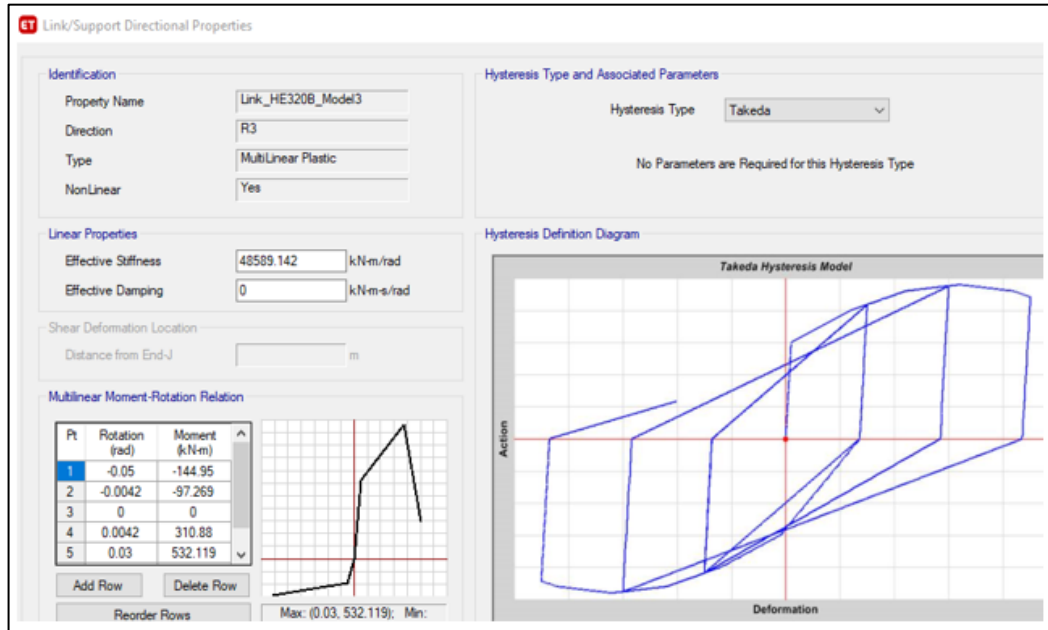 ET Link/Support Directional Properties
Identification
Property Name Link_HE320B_Model3
Direction R3
Type MultiLinear Plastic
NonLinear Yes
Linear Properties
Effective Stiffness 48589.142 kN-m/rad
Effective Damping 0 kN-m-s/rad
Shear Deformation Location
Distance from End-J m
Multilinear Moment-Rotation Relation
Pt Rotation (rad) Moment (kN-m)
1 -0.05 -144.95
2 -0.0042 -97.269
3 0 0
4 0.0042 310.88
5 0.03 532.119
Add Row Delete Row
Reorder Rows Max: (0.03, 532.119); Min:
Hysteresis Type and Associated Parameters
Hysteresis Type Takeda
No Parameters are Required for this Hysteresis Type
Hysteresis Definition Diagram
Takeda Hysteresis Model
Action
Deformation